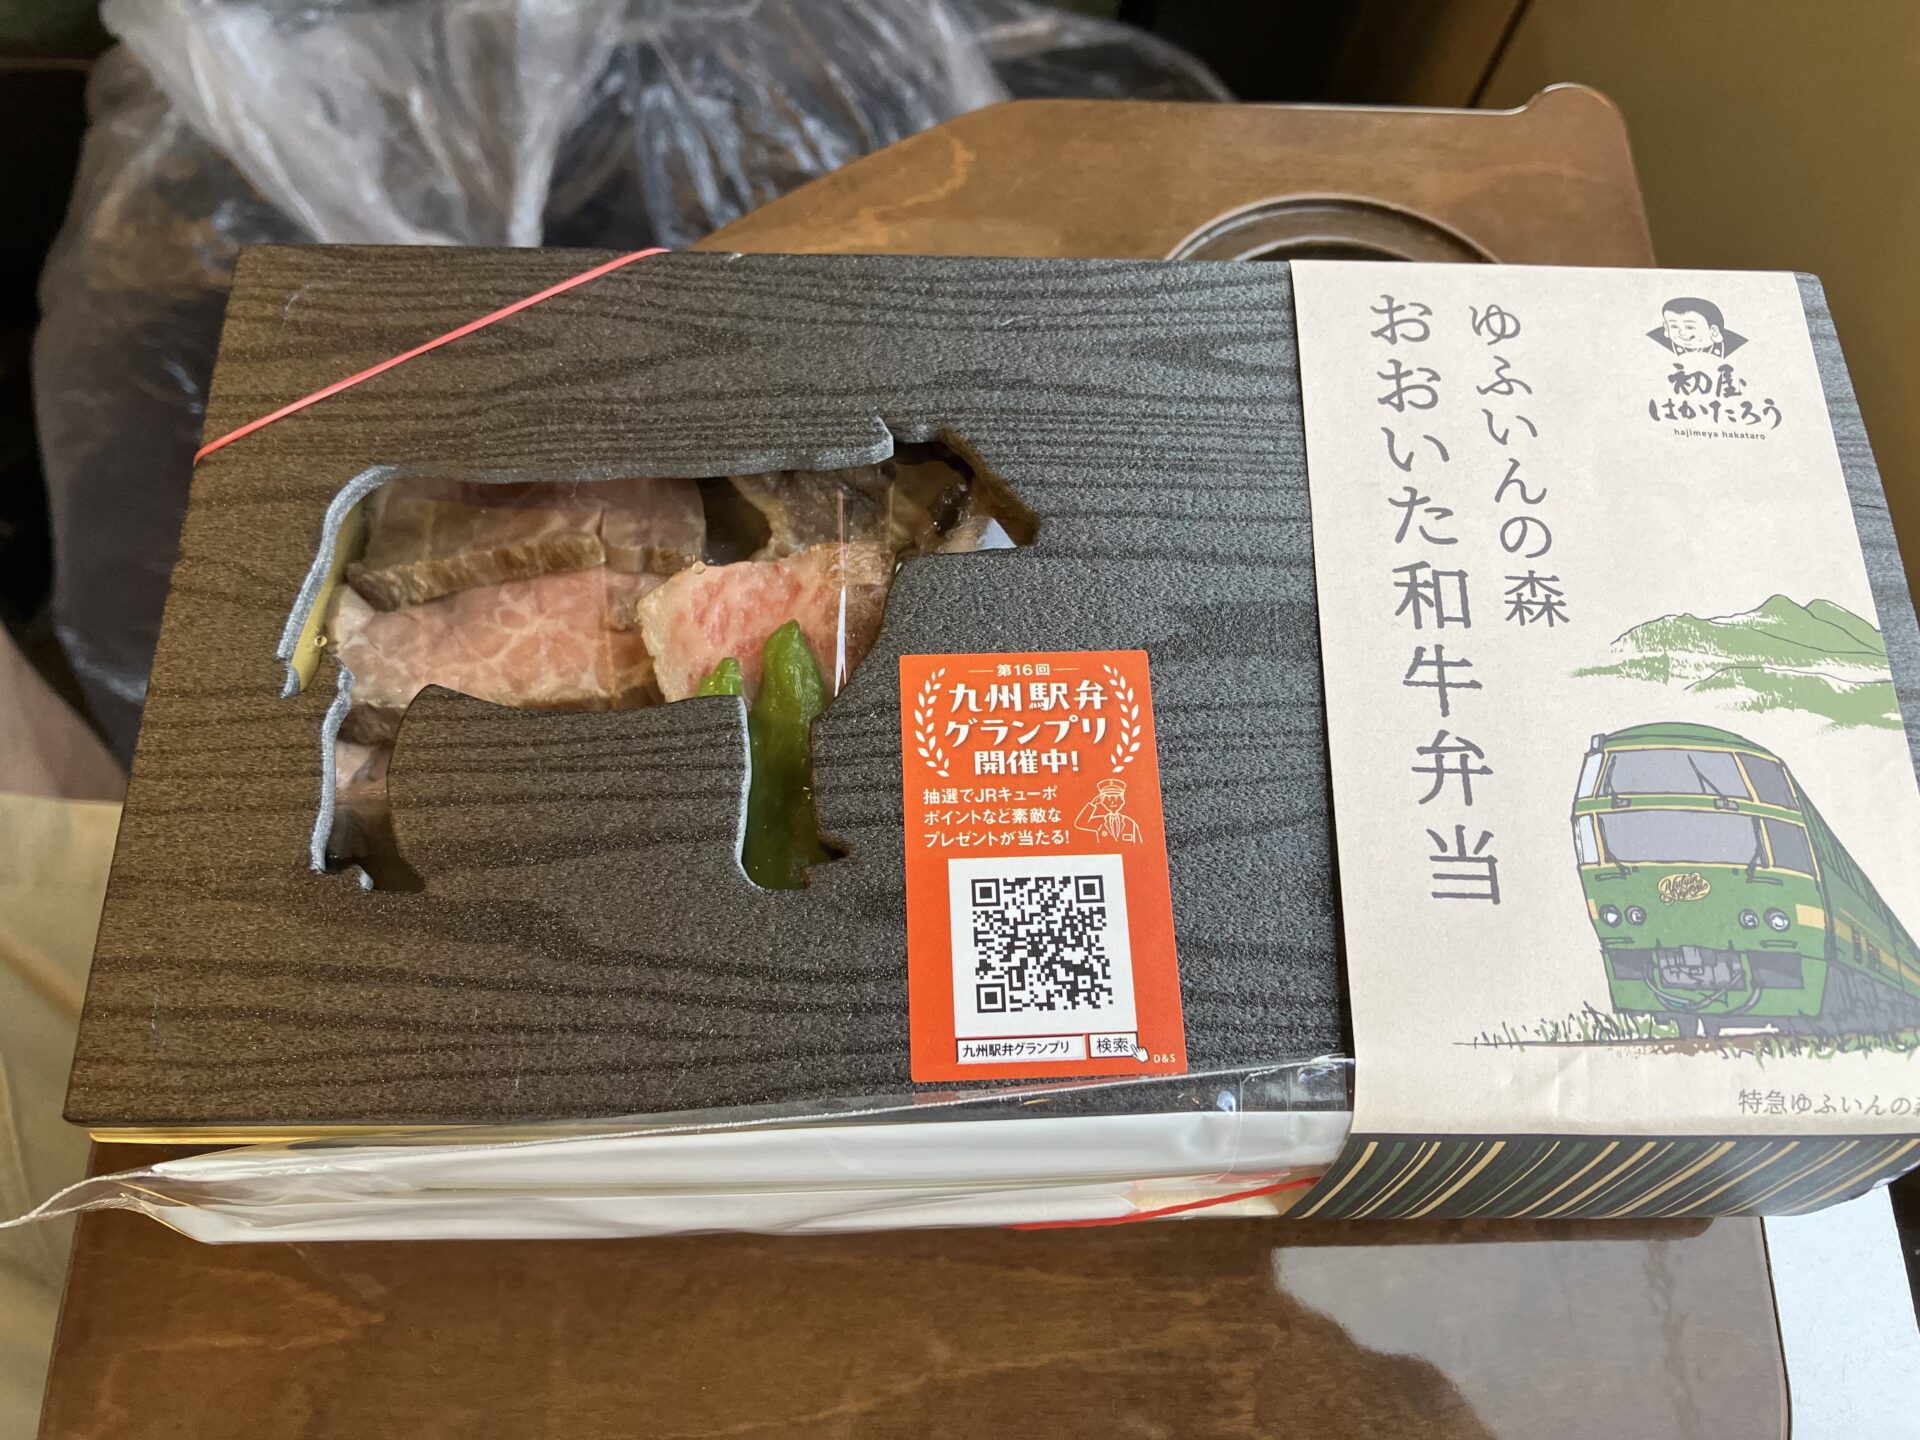 ゆふいんの森
おおいた和牛弁当
初屋
はかたろう
hajimeya hakataro
第16回
九州駅弁
グランプリ
開催中!
抽選でJRキューポ
ポイントなど素敵な
プレゼントが当たる!
九州駅弁グランプリ 検索
D&S
特急ゆふいんの森